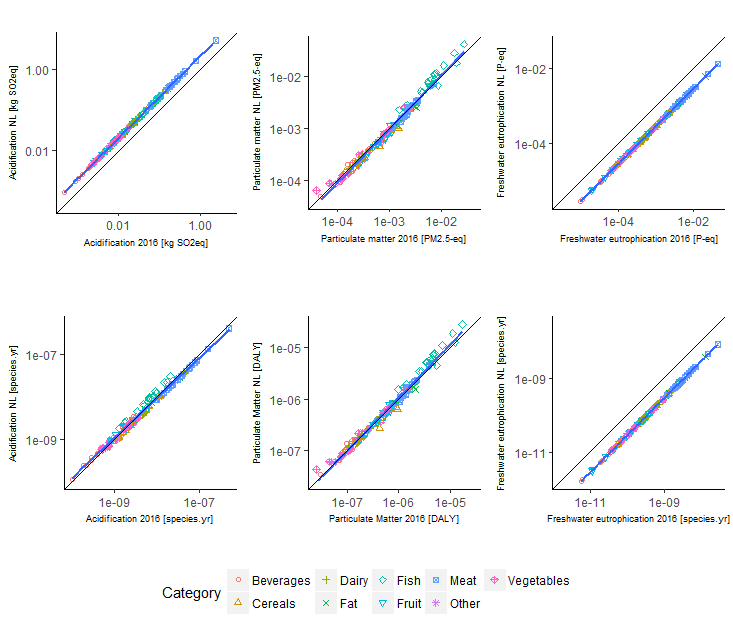 Acidification NL [kg SO2eq]
1.00
0.01
0.01
1.00
Acidification 2016 [kg SO2eq]
Particulate matter NL [PM2.5-eq]
1e-02
1e-03
1e-04
1e-04
1e-03
1e-02
Particulate matter 2016 [PM2.5-eq]
Freshwater eutrophication NL [P-eq]
1e-02
1e-04
1e-04
1e-02
Freshwater eutrophication 2016 [P-eq]
Acidification NL [species.yr]
1e-07
1e-09
1e-09
1e-07
Acidification 2016 [species.yr]
Particulate Matter NL [DALY]
1e-05
1e-06
1e-07
1e-07
1e-06
1e-05
Particulate Matter 2016 [DALY]
Freshwater eutrophication NL [species.yr]
1e-09
1e-11
1e-11
1e-09
Freshwater eutrophication 2016 [species.yr]
Category
Beverages
Dairy
Fish
Meat
Vegetables
Cereals
Fat
Fruit
Other